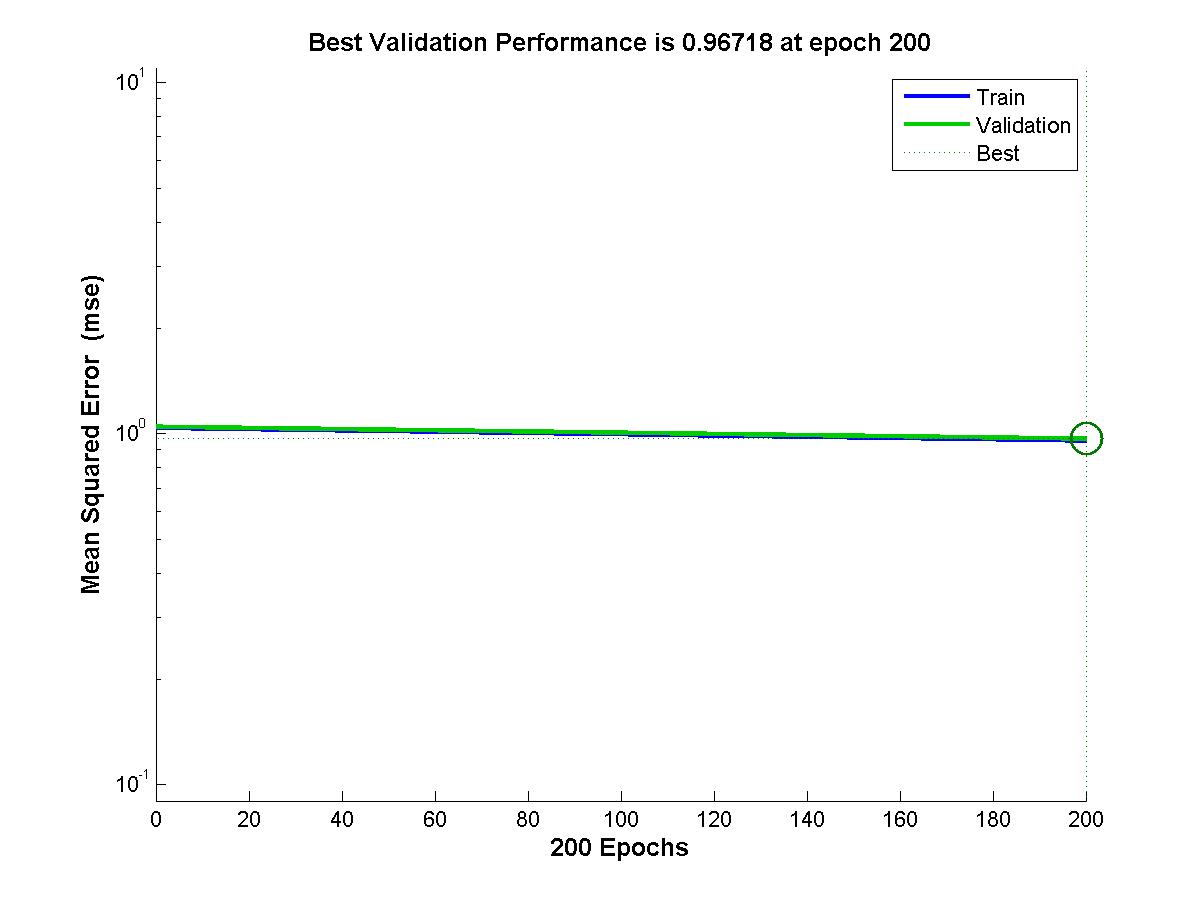 Best Validation Performance is 0.96718 at epoch 200
10^1
Train
Validation
Best
Mean Squared Error (mse)
10^0
10^-1
0 20 40 60 80 100 120 140 160 180 200
200 Epochs